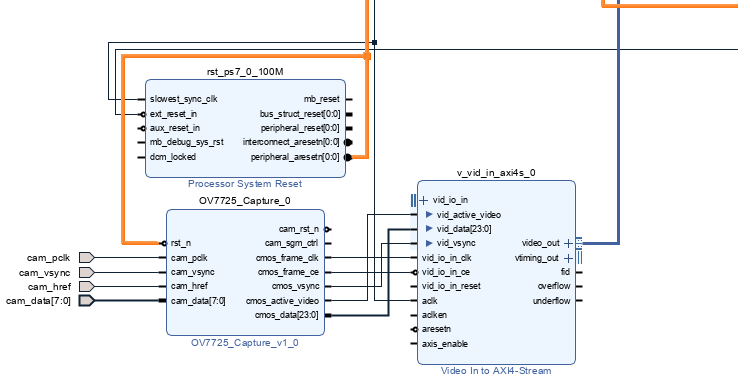 rst_ps7_0_100M
slowest_sync_clk
mb_reset
ext_reset_in
bus_struct_reset[0:0]
aux_reset_in
peripheral_reset[0:0]
mb_debug_sys_rst
interconnect_aresetn[0:0]
dcm_locked
peripheral_aresetn[0:0]
Processor System Reset
OV7725_Capture_0
cam_rst_n
rst_n
cam_sgm_ctrl
cam_pclk
cam_pclk
cmos_frame_clk
cam_vsync
cam_vsync
cmos_frame_ce
cam_href
cam_href
cmos_vsync
cam_data[7:0]
cam_data[7:0]
cmos_active_video
cmos_data[23:0]
OV7725_Capture_v1_0
v_vid_in_axi4s_0
vid_io_in
vid_active_video
vid_data[23:0]
vid_vsync
video_out
vid_io_in_clk
vtiming_out
vid_io_in_ce
fid
vid_io_in_reset
overflow
aclk
underflow
aclken
aresetn
axis_enable
Video In to AXI4-Stream